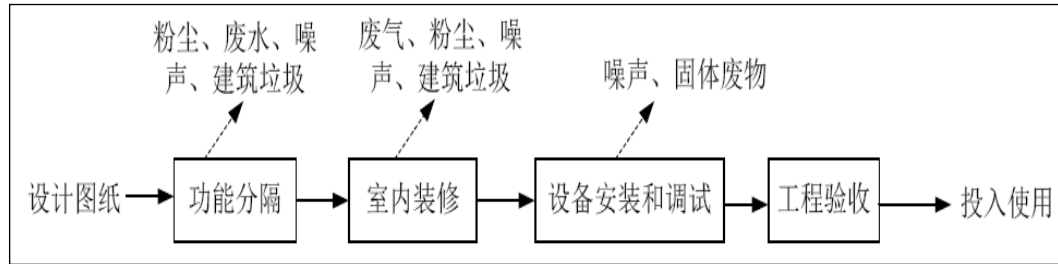 粉尘、废水、噪
声、建筑垃圾
废气、粉尘、噪
声、建筑垃圾
噪声、固体废物
设计图纸
功能分隔
室内装修
设备安装和调试
工程验收
投入使用